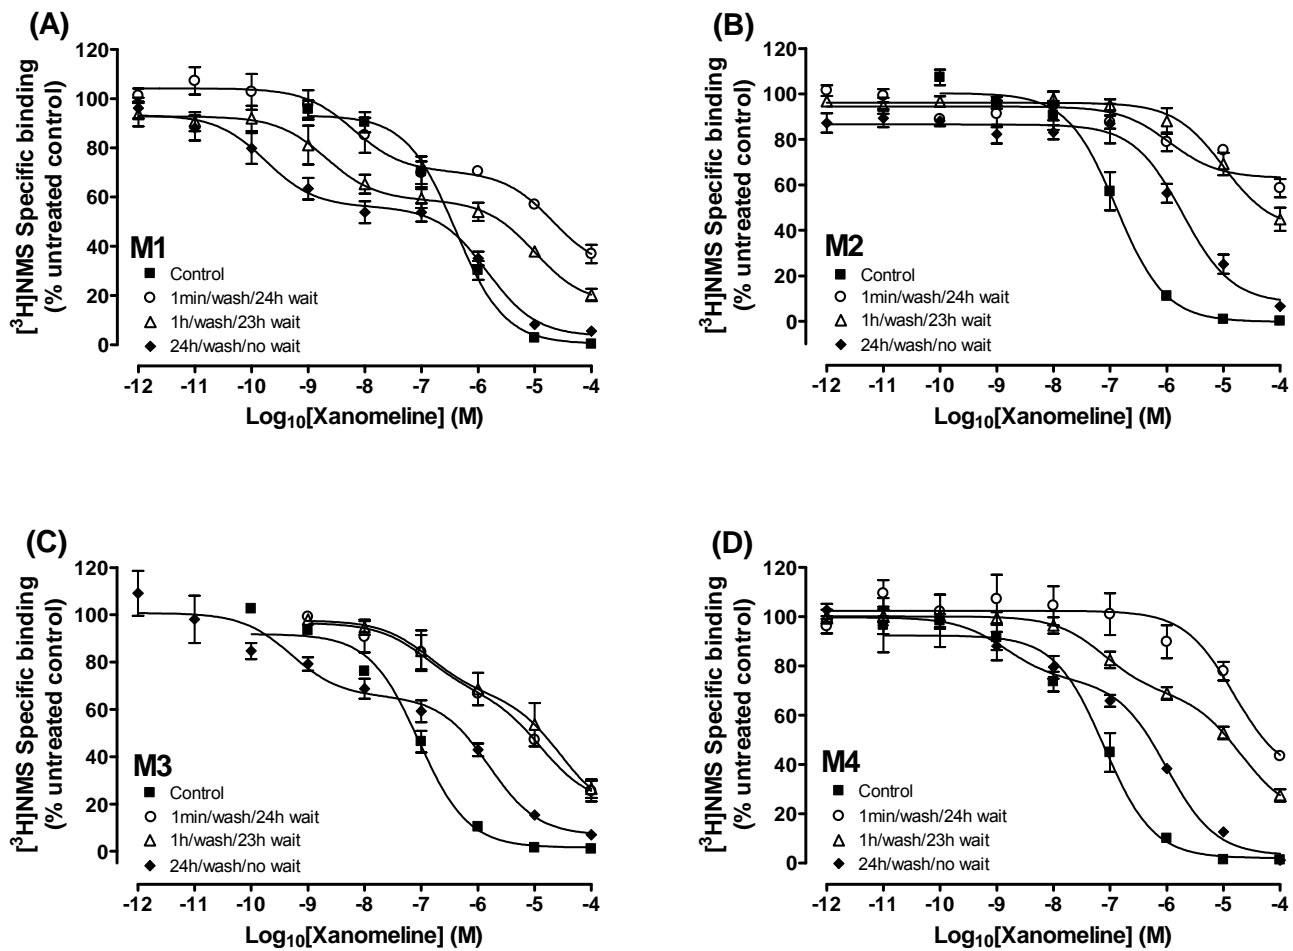 (A)
[³H]NMS Specific binding
(% untreated control)
120
100
80
60
40
20
0
M1
Control
1min/wash/24h wait
1h/wash/23h wait
24h/wash/no wait
-12 -11 -10 -9 -8 -7 -6 -5 -4
Log₁₀[Xanomeline] (M)
(B)
[³H]NMS Specific binding
(% untreated control)
120
100
80
60
40
20
0
M2
Control
1min/wash/24h wait
1h/wash/23h wait
24h/wash/no wait
-12 -11 -10 -9 -8 -7 -6 -5 -4
Log₁₀[Xanomeline] (M)
(C)
[³H]NMS Specific binding
(% untreated control)
120
100
80
60
40
20
0
M3
Control
1min/wash/24h wait
1h/wash/23h wait
24h/wash/no wait
-12 -11 -10 -9 -8 -7 -6 -5 -4
Log₁₀[Xanomeline] (M)
(D)
[³H]NMS Specific binding
(% untreated control)
120
100
80
60
40
20
0
M4
Control
1min/wash/24h wait
1h/wash/23h wait
24h/wash/no wait
-12 -11 -10 -9 -8 -7 -6 -5 -4
Log₁₀[Xanomeline] (M)